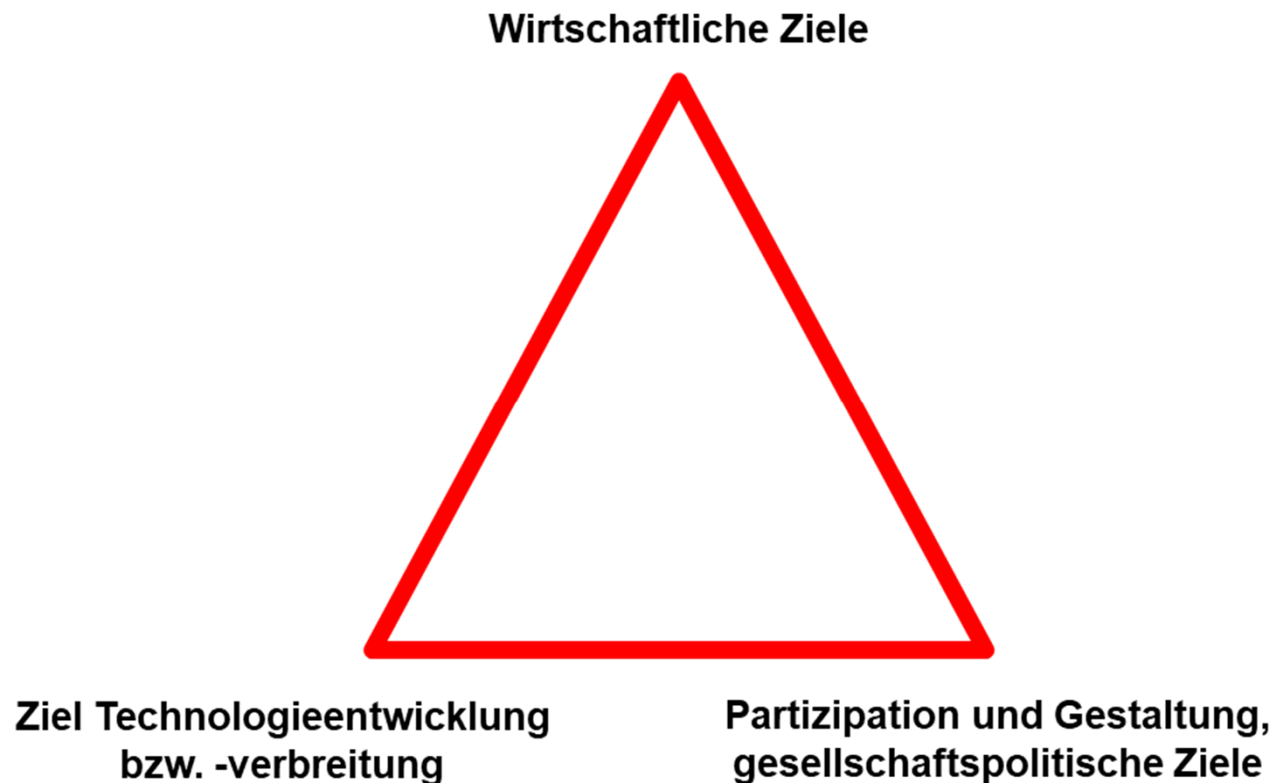 Wirtschaftliche Ziele
Ziel Technologieentwicklung
bzw. -verbreitung
Partizipation und Gestaltung,
gesellschaftspolitische Ziele